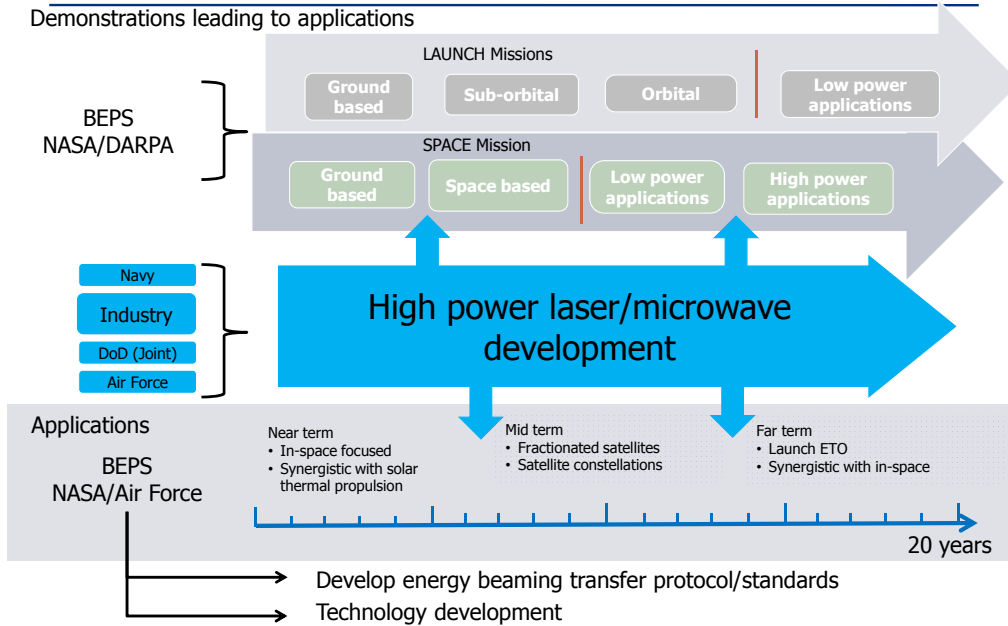 Demonstrations leading to applications
LAUNCH Missions
Ground
based
Sub-orbital
Orbital
Low power
applications
BEPS
NASA/DARPA
SPACE Mission
Ground
based
Space based
Low power
applications
High power
applications
Navy
Industry
DoD (Joint)
Air Force
High power laser/microwave
development
Applications
BEPS
NASA/Air Force
Near term
• In-space focused
• Synergistic with solar
thermal propulsion
Mid term
• Fractionated satellites
• Satellite constellations
Far term
• Launch ETO
• Synergistic with in-space
20 years
Develop energy beaming transfer protocol/standards
Technology development